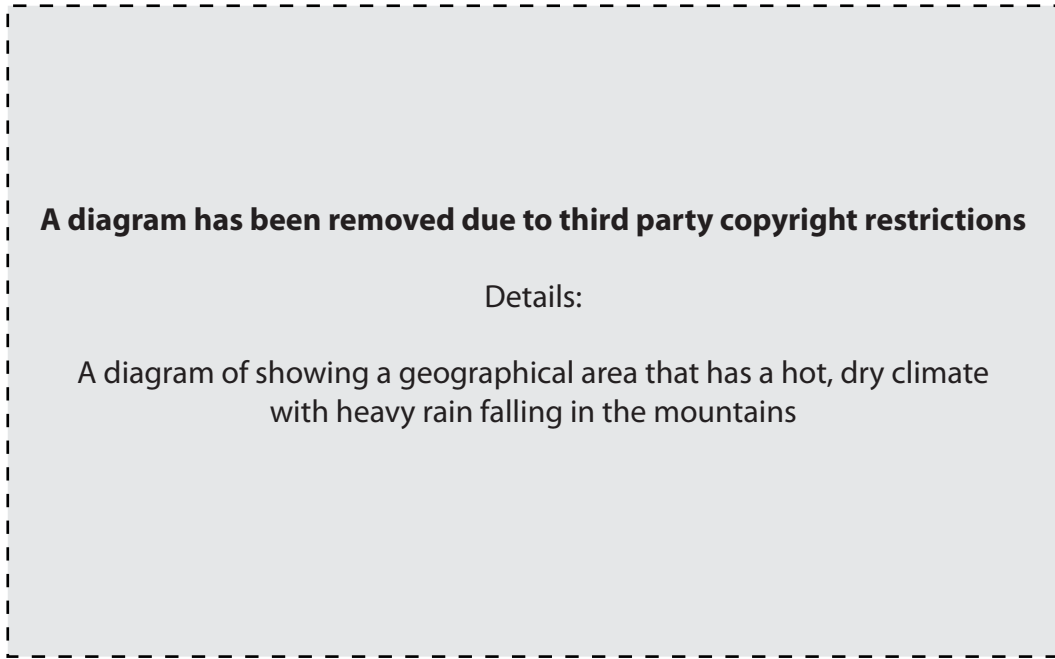 A diagram has been removed due to third party copyright restrictions
Details:
A diagram of showing a geographical area that has a hot, dry climate
with heavy rain falling in the mountains